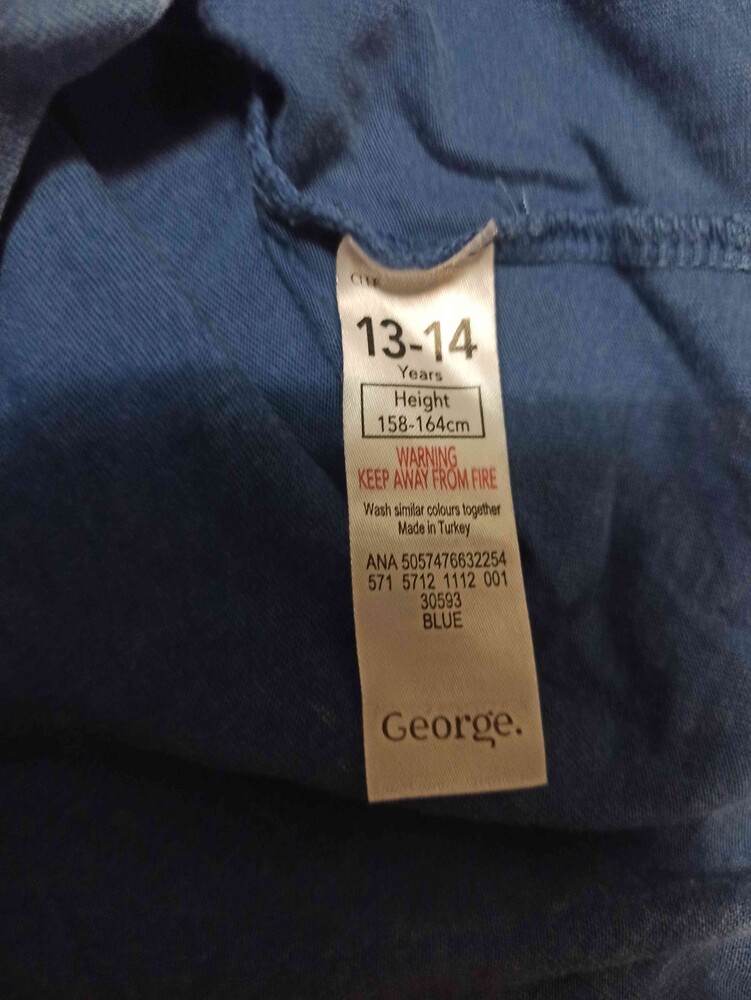 13-14
Years
Height
158-164cm
WARNING
KEEP AWAY FROM FIRE
Wash similar colours together
Made in Turkey
ANA 5057476632254
571 5712 1112 001
30593
BLUE
George.